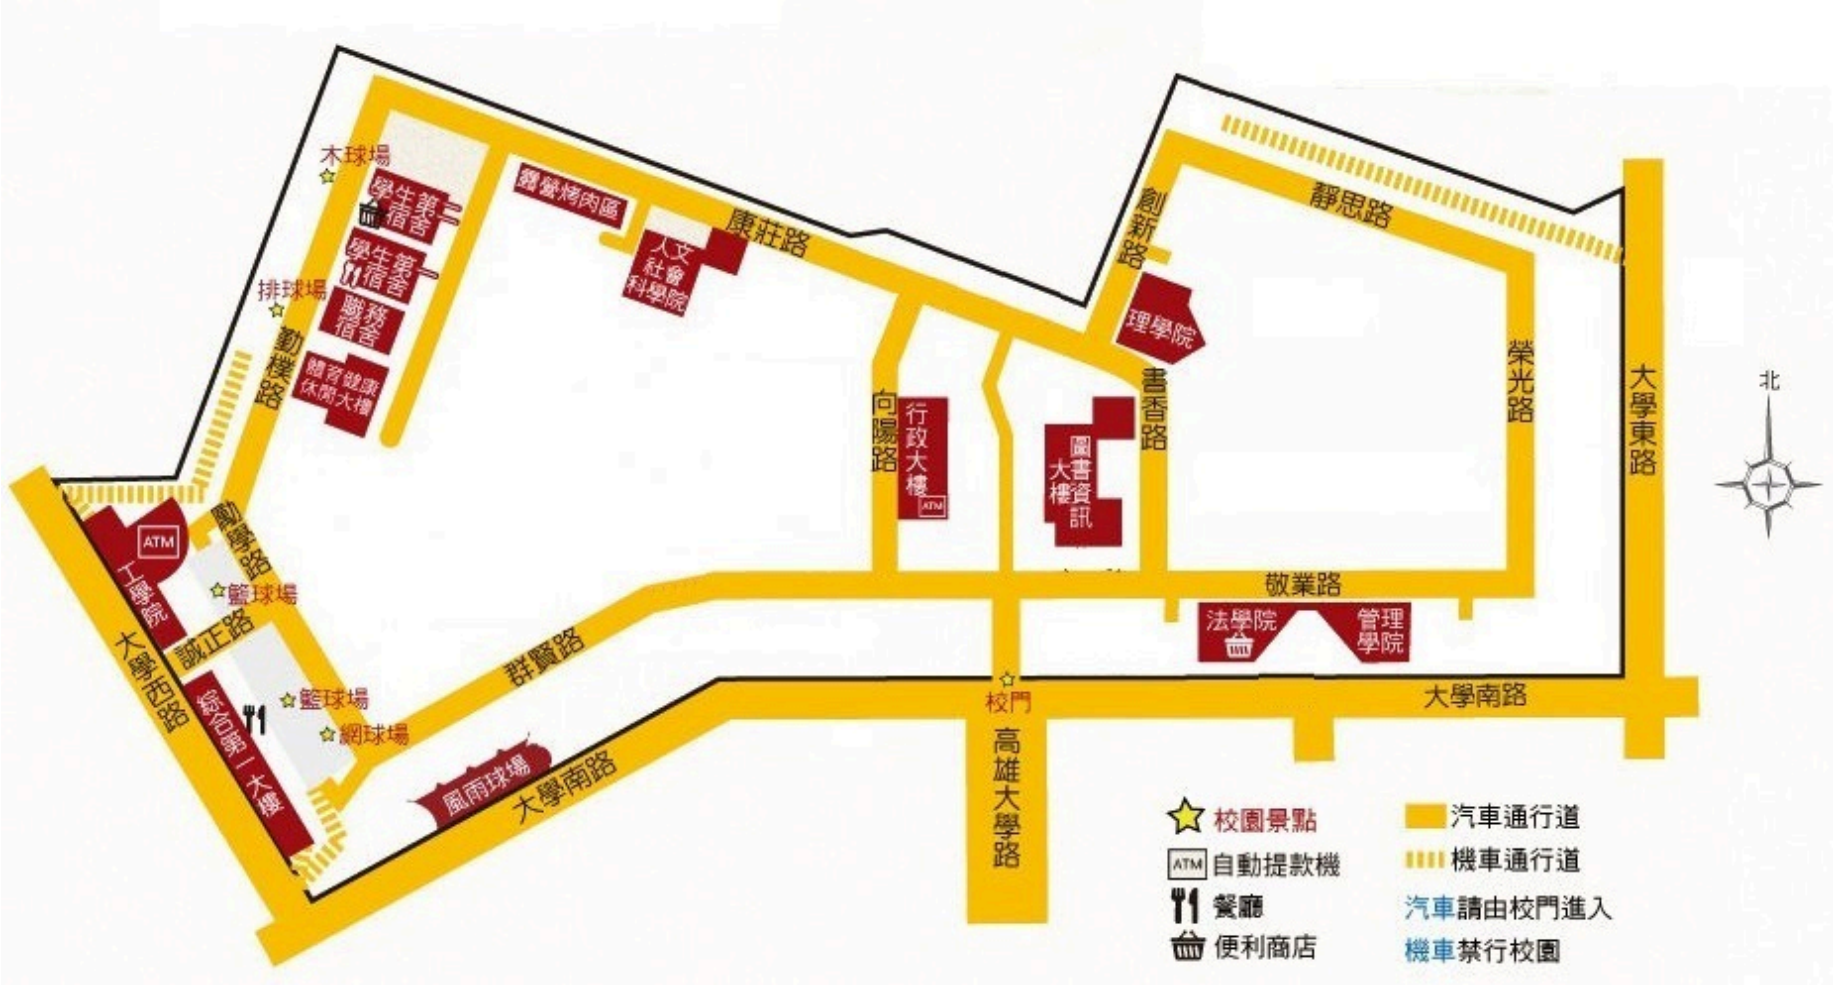 木球場
學生第一
宿舍
露營烤肉區
人文
社會
科學院
康莊路
創新路
靜思路
學生第二
宿舍
排球場
職務
宿舍
理學院
勤樸路
體育健康
休閒大樓
向陽路
行政大樓
ATM
圖書資訊
大樓
書香路
榮光路
大學東路
北
ATM
工學院
勵學路
籃球場
誠正路
敬業路
法學院
管理
學院
大學西路
群賢路
籃球場
綜合第一大樓
網球場
校門
大學南路
風雨球場
大學南路
高雄大學路
校園景點
ATM 自動提款機
餐廳
便利商店
汽車通行道
機車通行道
汽車請由校門進入
機車禁行校園